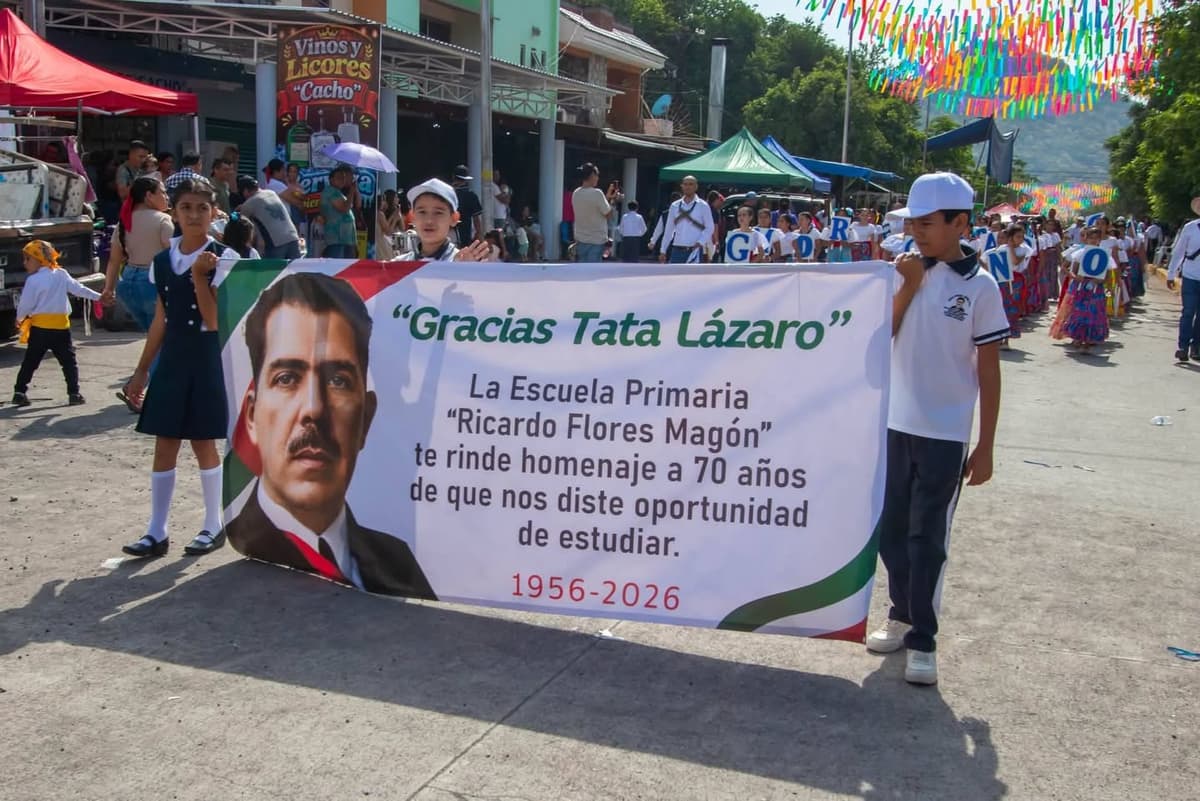 Vinos y
Licores
"Cacho"
G
O
R
O
N
O
"Gracias Tata Lázaro"
La Escuela Primaria
"Ricardo Flores Magón"
te rinde homenaje a 70 años
de que nos diste oportunidad
de estudiar.
1956-2026